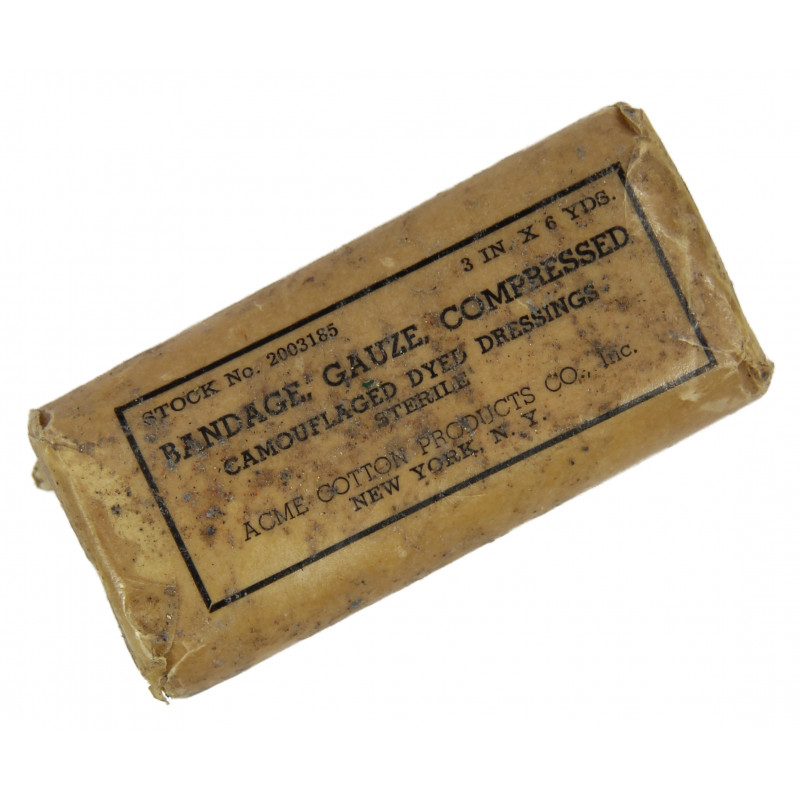 STOCK No. 2003185 3 IN. X 6 YDS.
BANDAGE, GAUZE, COMPRESSED
CAMOUFLAGED DYED DRESSINGS
STERILE
ACME COTTON PRODUCTS CO., Inc.
NEW YORK, N. Y.